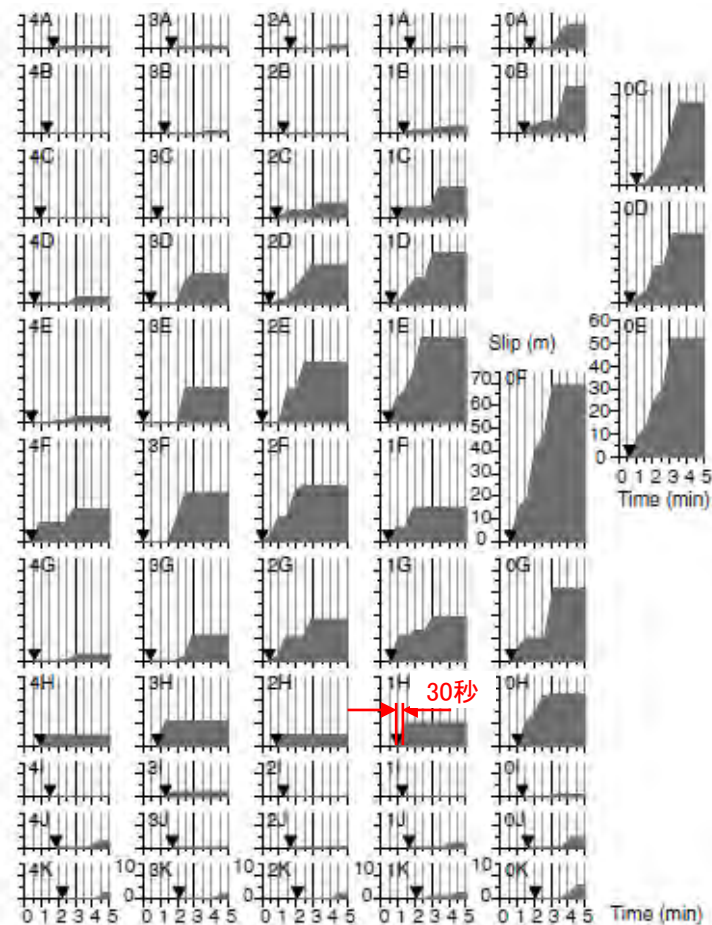 4A 3A 2A 1A 0A
4B 3B 2B 1B 0B
0C
4C 3C 2C 1C
0D
4D 3D 2D 1D
4E 3E 2E 1E Slip (m) 60 0E
50
40
30
20
10
0
70 0F
60
50
40
30
20
10
0
0 1 2 3 4 5
Time (min)
4F 3F 2F 1F
4G 3G 2G 1G 0G
4H 3H 2H 1H 30秒 0H
4I 3I 2I 1I 0I
4J 3J 2J 1J 0J
4K 10 3K 10 2K 10 1K 10 0K
0 0 0 0
0 1 2 3 4 5 0 1 2 3 4 5 0 1 2 3 4 5 0 1 2 3 4 5 0 1 2 3 4 5 Time (min)